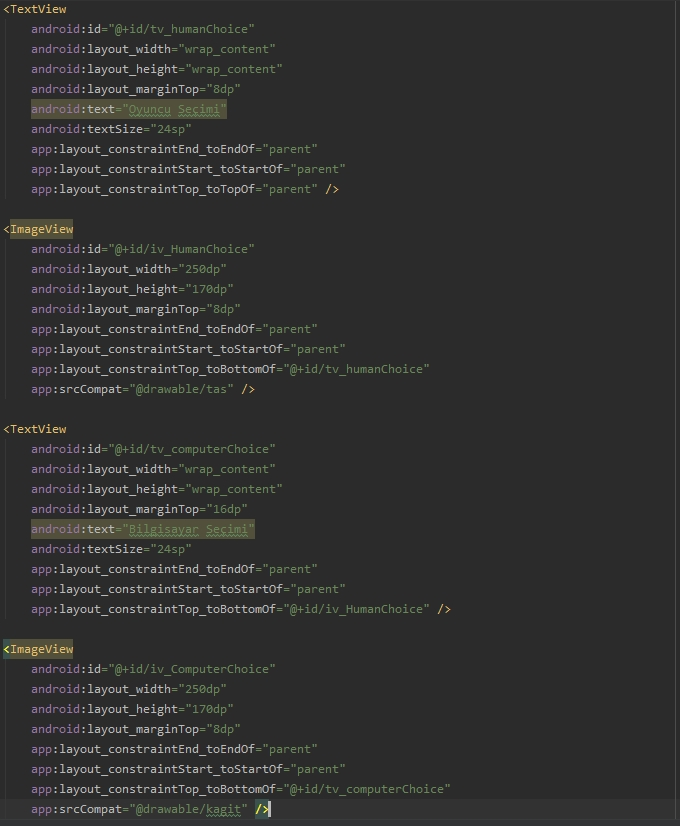 <TextView
android:id="@+id/tv_humanChoice"
android:layout_width="wrap_content"
android:layout_height="wrap_content"
android:layout_marginTop="8dp"
android:text="Oyuncu Seçimi"
android:textSize="24sp"
app:layout_constraintEnd_toEndOf="parent"
app:layout_constraintStart_toStartOf="parent"
app:layout_constraintTop_toTopOf="parent" />
<ImageView
android:id="@+id/iv_HumanChoice"
android:layout_width="250dp"
android:layout_height="170dp"
android:layout_marginTop="8dp"
app:layout_constraintEnd_toEndOf="parent"
app:layout_constraintStart_toStartOf="parent"
app:layout_constraintTop_toBottomOf="@+id/tv_humanChoice"
app:srcCompat="@drawable/tas" />
<TextView
android:id="@+id/tv_computerChoice"
android:layout_width="wrap_content"
android:layout_height="wrap_content"
android:layout_marginTop="16dp"
android:text="Bilgisayar Seçimi"
android:textSize="24sp"
app:layout_constraintEnd_toEndOf="parent"
app:layout_constraintStart_toStartOf="parent"
app:layout_constraintTop_toBottomOf="@+id/iv_HumanChoice" />
<ImageView
android:id="@+id/iv_ComputerChoice"
android:layout_width="250dp"
android:layout_height="170dp"
android:layout_marginTop="8dp"
app:layout_constraintEnd_toEndOf="parent"
app:layout_constraintStart_toStartOf="parent"
app:layout_constraintTop_toBottomOf="@+id/tv_computerChoice"
app:srcCompat="@drawable/kagit" />